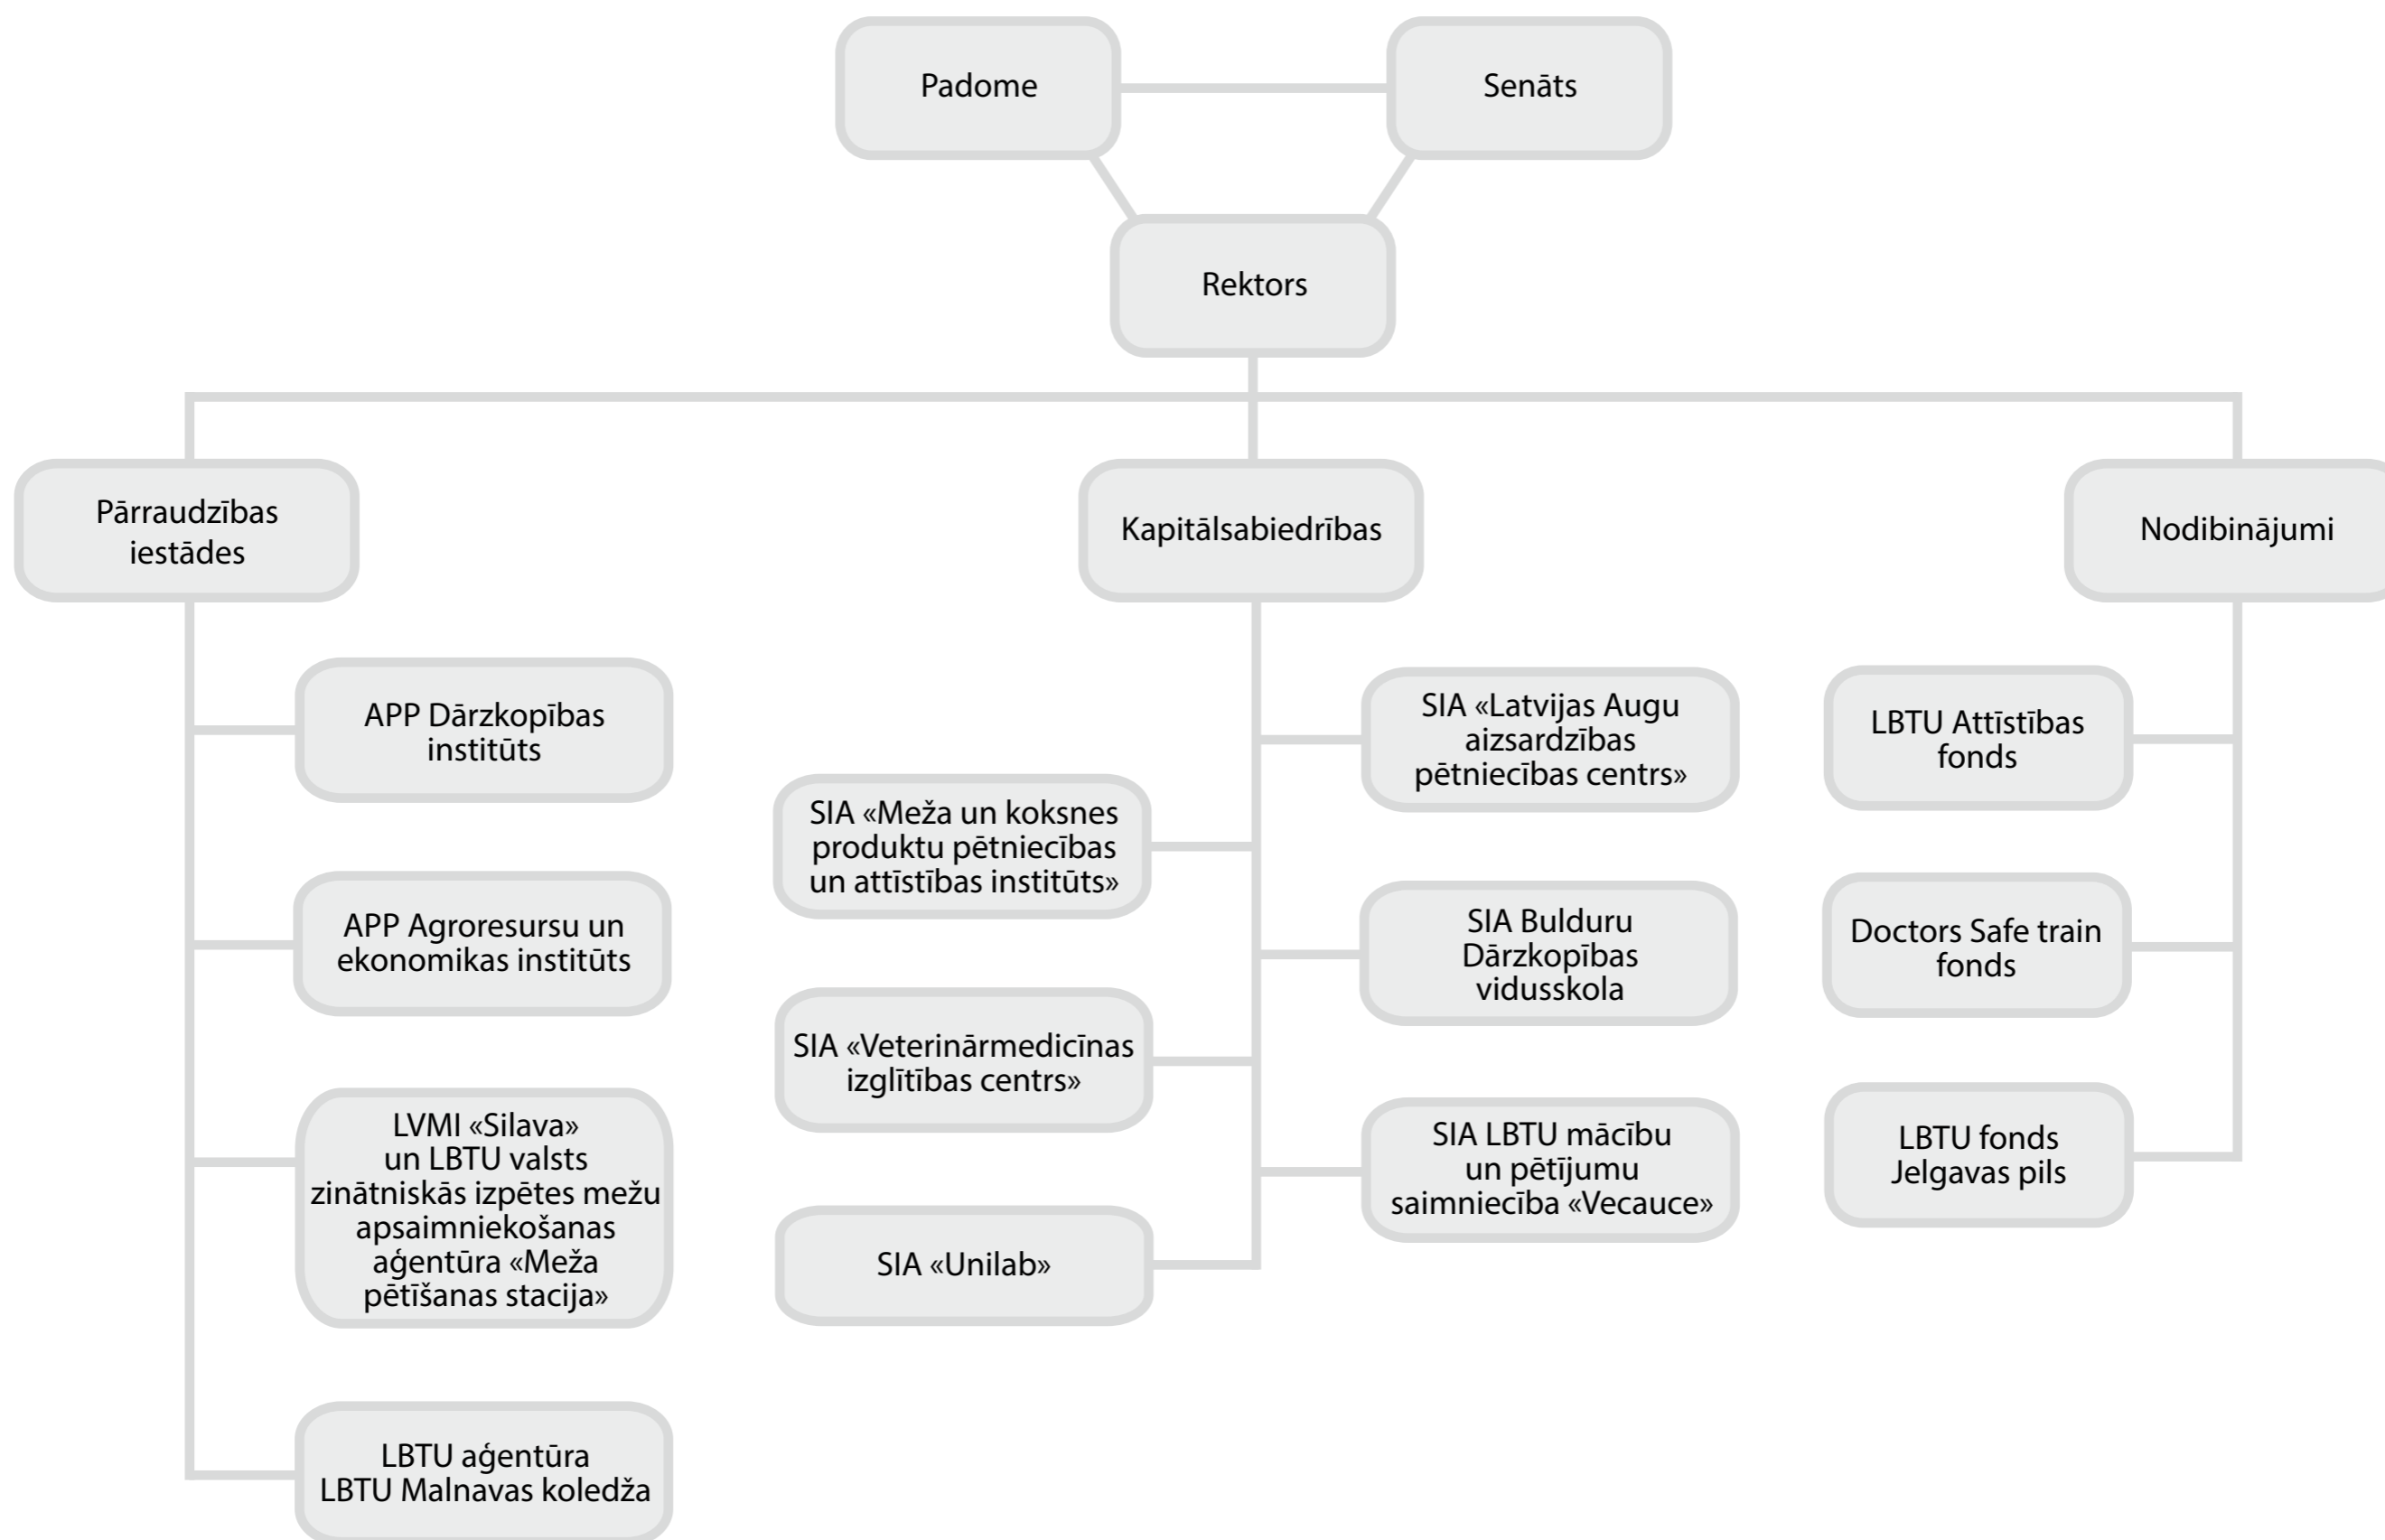 Padome
Senāts
Rektors
Pārraudzības
iestādes
Kapitālsabiedrības
Nodibinājumi
APP Dārzkopības
institūts
APP Agroresursu un
ekonomikas institūts
LVMI «Silava»
un LBTU valsts
zinātniskās izpētes mežu
apsaimniekošanas
aģentūra «Meža
pētīšanas stacija»
LBTU aģentūra
LBTU Malnavas koledža
SIA «Meža un koksnes
produktu pētniecības
un attīstības institūts»
SIA «Veterinārmedicīnas
izglītības centrs»
SIA «Unilab»
SIA «Latvijas Augu
aizsardzības
pētniecības centrs»
SIA Bulduru
Dārzkopības
vidusskola
SIA LBTU mācību
un pētījumu
saimniecība «Vecauce»
LBTU Attīstības
fonds
Doctors Safe train
fonds
LBTU fonds
Jelgavas pils